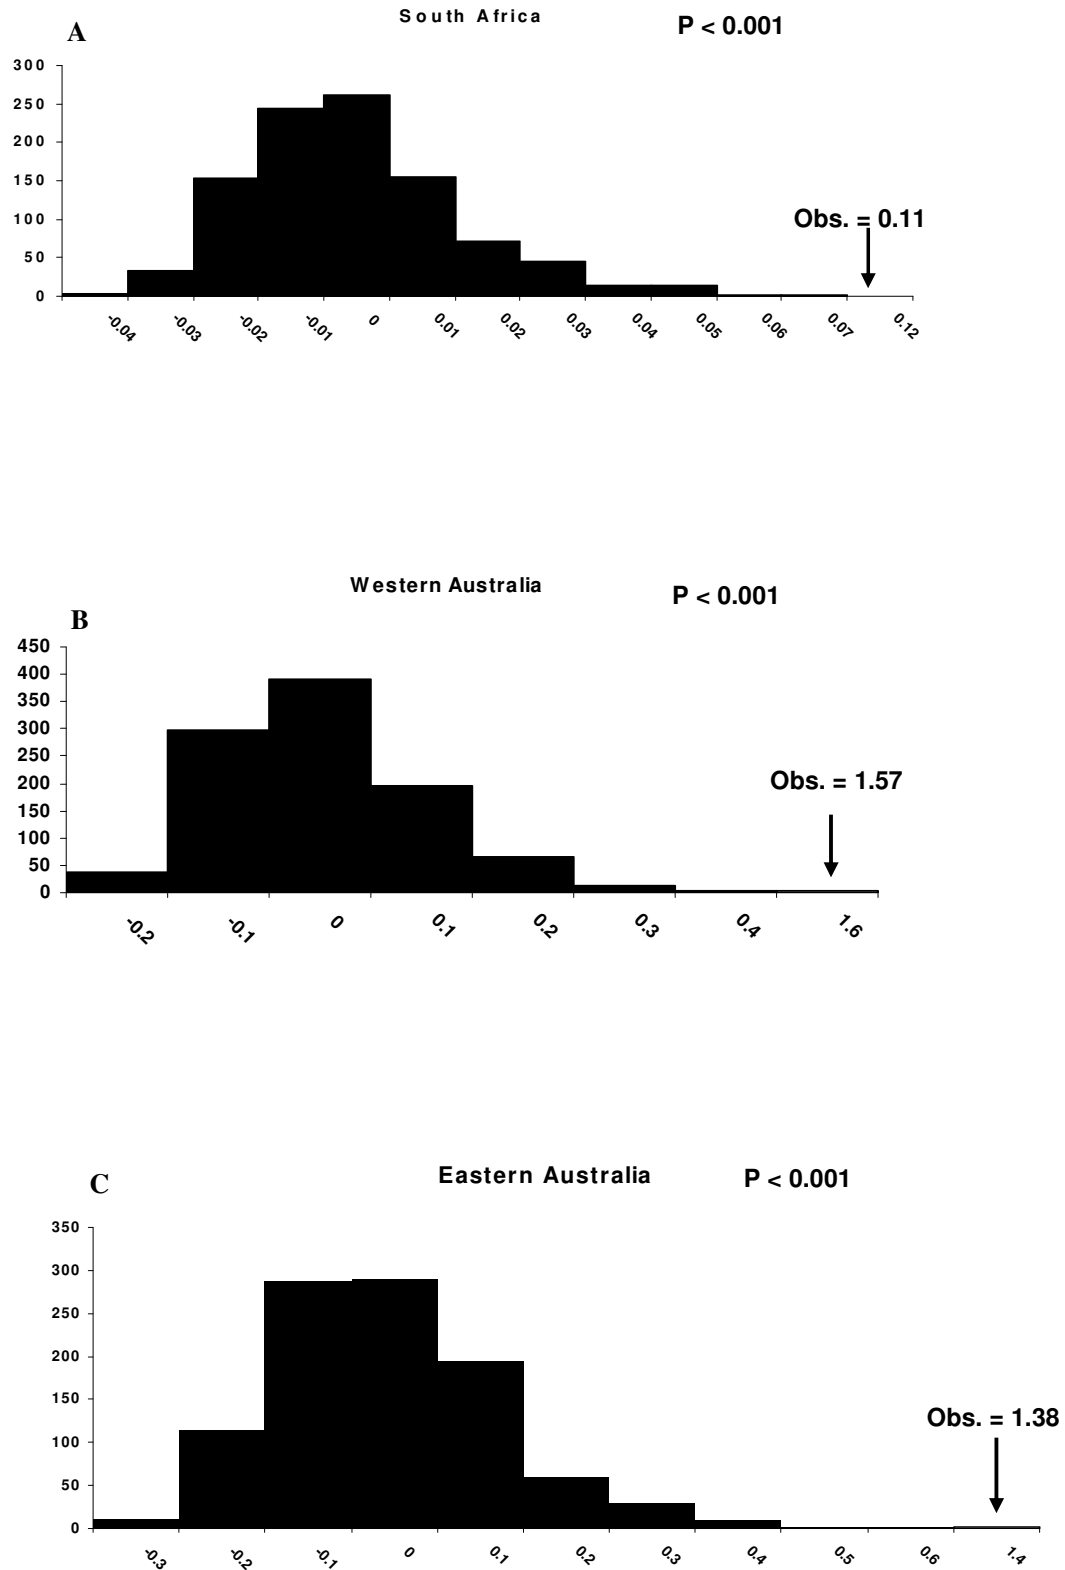 South Africa
P < 0.001
A
300
250
200
150
100
50
0
Obs. = 0.11
-0.04 -0.03 -0.02 -0.01 0 0.01 0.02 0.03 0.04 0.05 0.06 0.07 0.12
Western Australia
P < 0.001
B
450
400
350
300
250
200
150
100
50
0
Obs. = 1.57
-0.2 -0.1 0 0.1 0.2 0.3 0.4 1.6
Eastern Australia
P < 0.001
C
350
300
250
200
150
100
50
0
Obs. = 1.38
-0.3 -0.2 -0.1 0 0.1 0.2 0.3 0.4 0.5 0.6 1.4